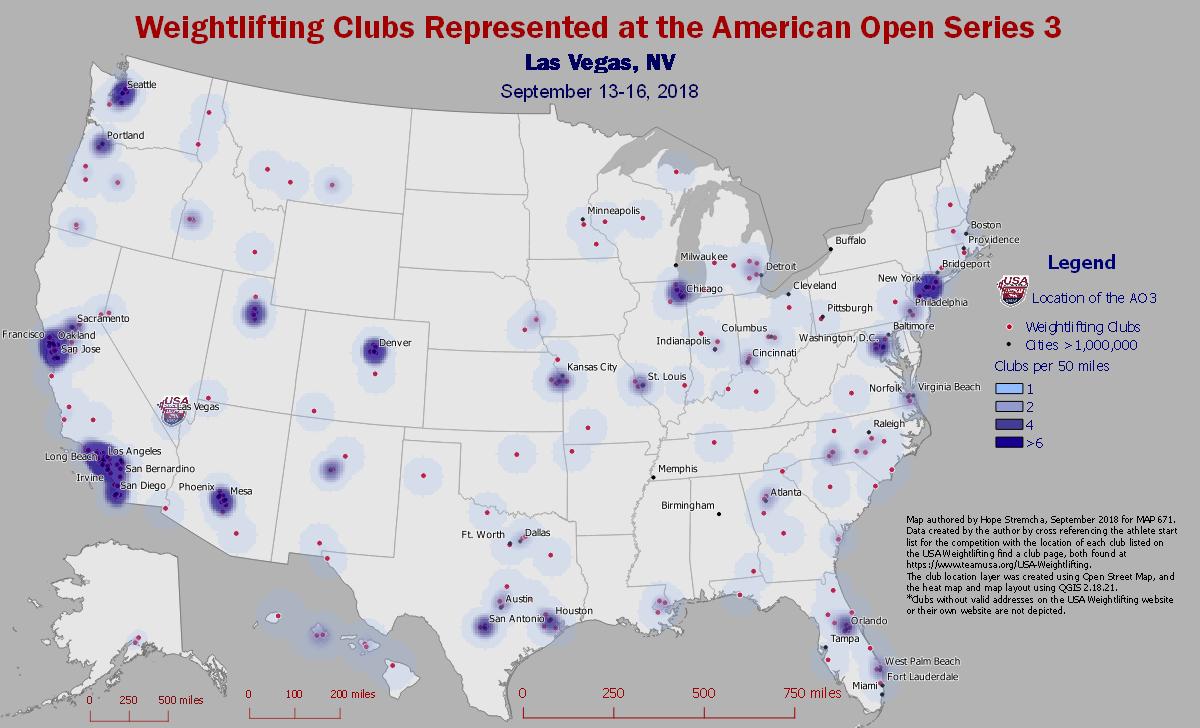 Weightlifting Clubs Represented at the American Open Series 3
Las Vegas, NV
September 13-16, 2018
Seattle
Portland
Minneapolis
Boston
Providence
Buffalo
Milwaukee
Detroit
Bridgeport
Chicago
Cleveland
New York
Philadelphia
Pittsburgh
Sacramento
Francisco
Oakland
San Jose
Columbus
Baltimore
Indianapolis
Washington, D.C.
Denver
Cincinnati
Kansas City
St. Louis
Norfolk
Virginia Beach
USA
Las Vegas
Raleigh
Long Beach
Los Angeles
San Bernardino
Irvine
San Diego
Phoenix
Mesa
Memphis
Atlanta
Birmingham
Ft. Worth
Dallas
Austin
San Antonio
Houston
Orlando
Tampa
West Palm Beach
Fort Lauderdale
Miami
Legend
USA
Location of the AO3
Weightlifting Clubs
Cities >1,000,000
Clubs per 50 miles
1
2
4
>6
Map authored by Hope Stremcha, September 2018 for MAP 671.
Data created by the author by cross referencing the athlete start
list for the competition with the location of each club listed on
the USA Weightlifting find a club page, both found at
https://www.teamusa.org/USA-Weightlifting.
The club location layer was created using Open Street Map, and
the heat map and map layout using QGIS 2.18.21.
*Clubs without valid addresses on the USA Weightlifting website
or their own website are not depicted.
0 250 500 miles
0 100 200 miles
0 250 500 750 miles